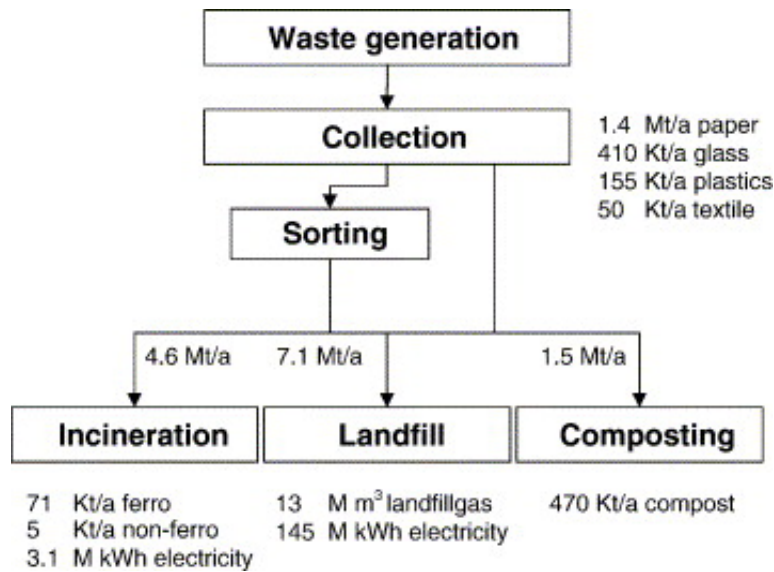 Waste generation
Collection
1.4 Mt/a paper
410 Kt/a glass
155 Kt/a plastics
50 Kt/a textile
Sorting
4.6 Mt/a
7.1 Mt/a
1.5 Mt/a
Incineration
Landfill
Composting
71 Kt/a ferro
5 Kt/a non-ferro
3.1 M kWh electricity
13 M m³ landfillgas
145 M kWh electricity
470 Kt/a compost